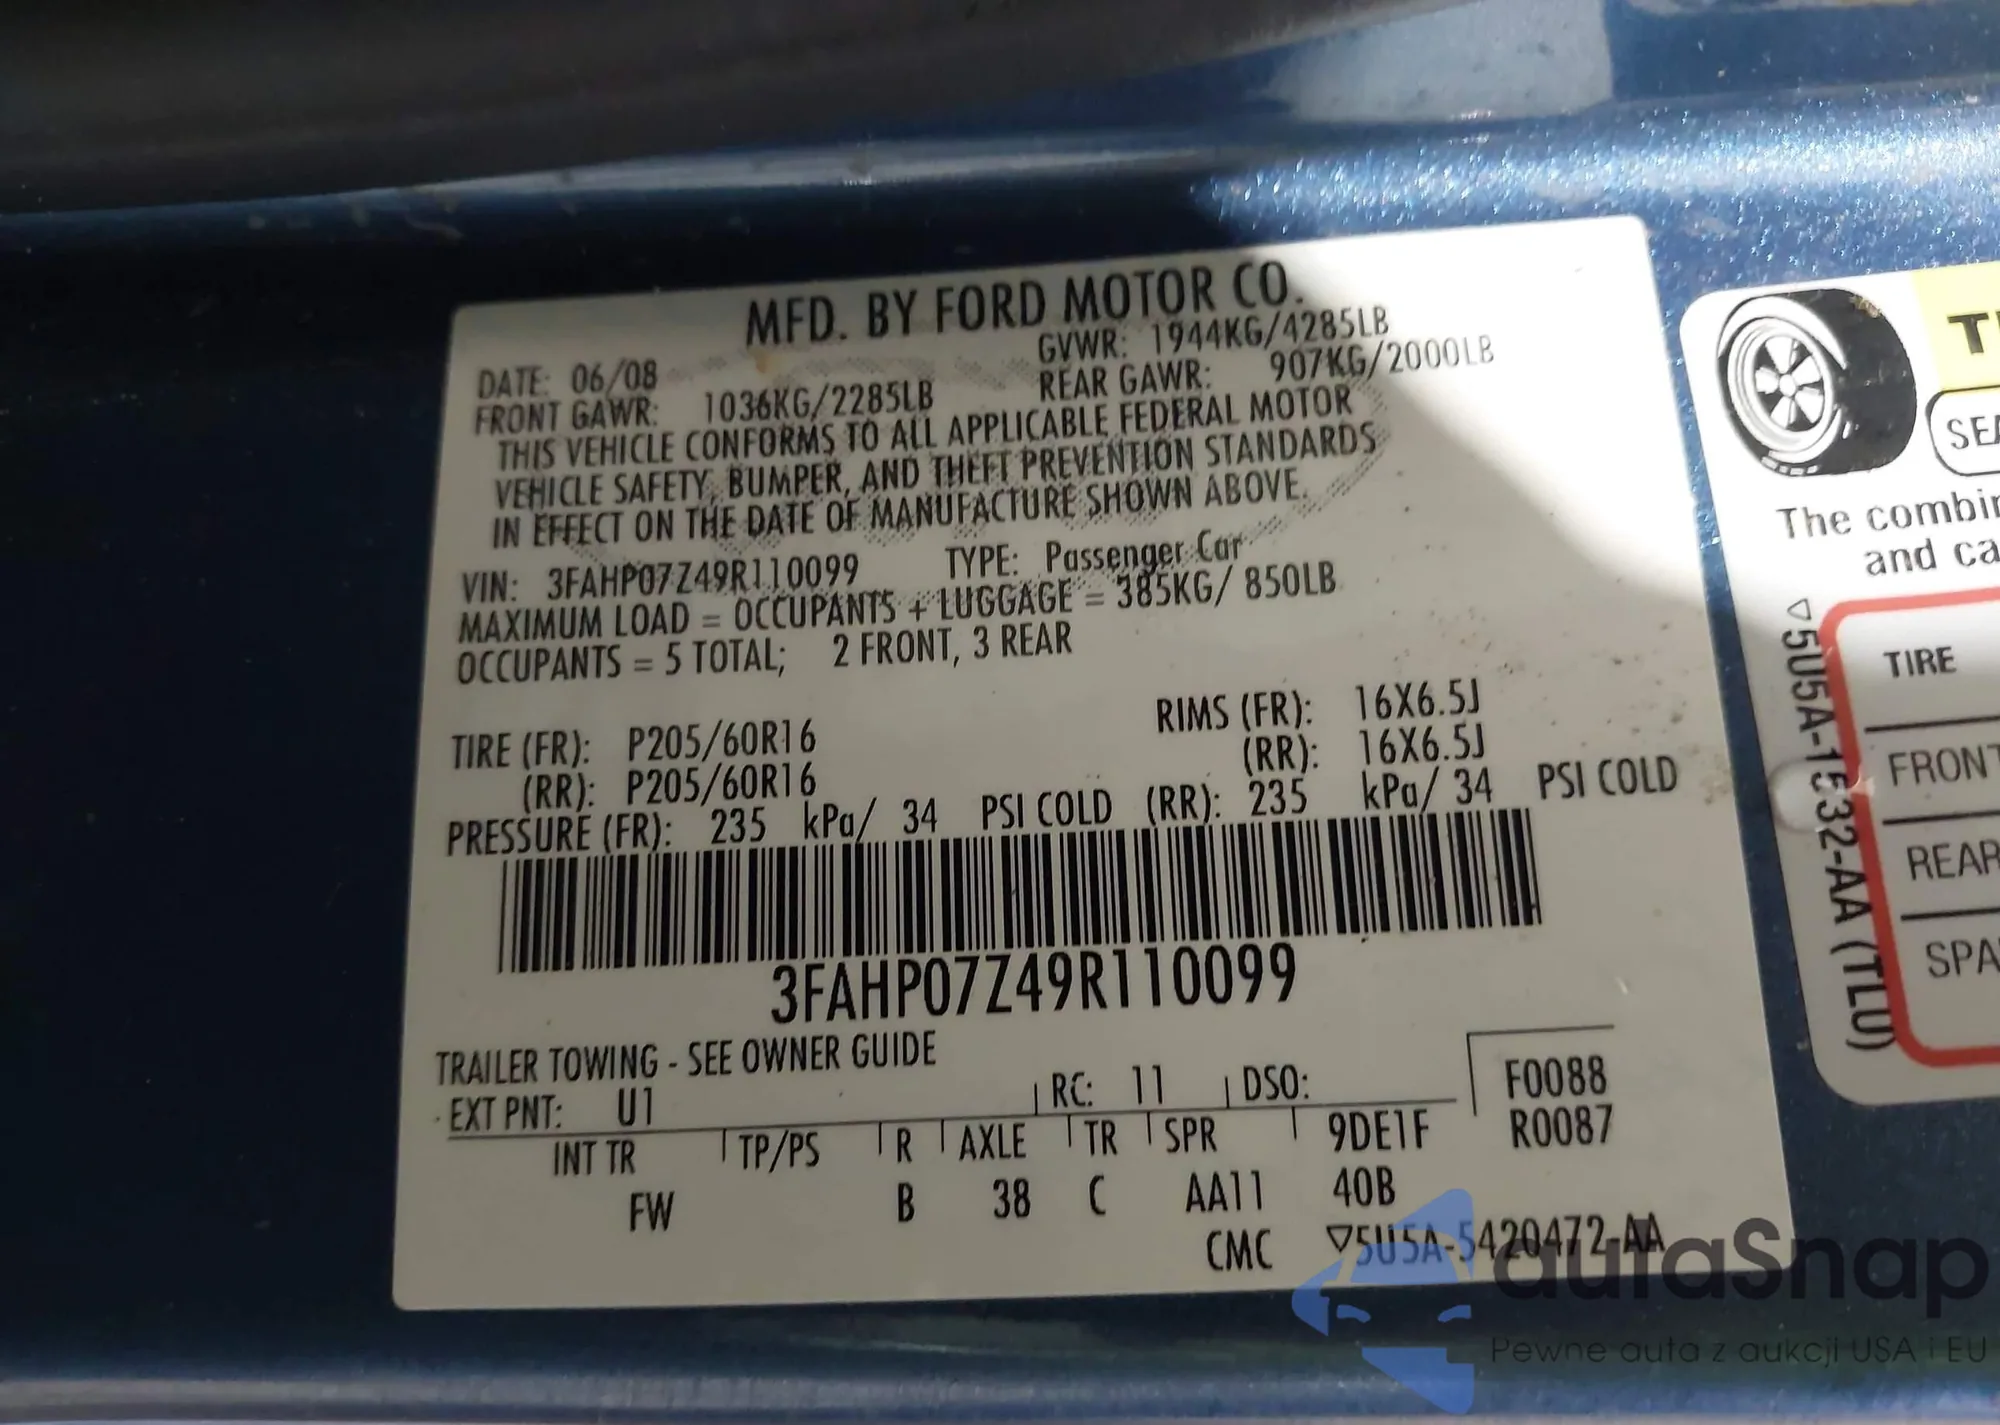 MFD. BY FORD MOTOR CO.
DATE: 06/08 GVWR: 1944KG/4285LB
FRONT GAWR: 1036KG/2285LB REAR GAWR: 907KG/2000LB
THIS VEHICLE CONFORMS TO ALL APPLICABLE FEDERAL MOTOR
VEHICLE SAFETY, BUMPER, AND THEFT PREVENTION STANDARDS
IN EFFECT ON THE DATE OF MANUFACTURE SHOWN ABOVE.
VIN: 3FAHP07Z49R110099 TYPE: Passenger Car
MAXIMUM LOAD = OCCUPANTS + LUGGAGE = 385KG/ 850LB
OCCUPANTS = 5 TOTAL; 2 FRONT, 3 REAR
TIRE (FR): P205/60R16 RIMS (FR): 16X6.5J
(RR): P205/60R16 (RR): 16X6.5J
PRESSURE (FR): 235 kPa/ 34 PSI COLD (RR): 235 kPa/ 34 PSI COLD
3FAHP07Z49R110099
TRAILER TOWING - SEE OWNER GUIDE
EXT PNT: U1 RC: 11 DSO: F0088
INT TR TP/PS R AXLE TR SPR 9DE1F R0087
FW B 38 C AA11 40B
CMC ▽5U5A-5420472-AA
TI
SEA
The combin
and ca
▽5U5A-1532-AA (TLU)
TIRE
FRONT
REAR
SPA
autaSnap
Pewne auta z aukcji USA i EU